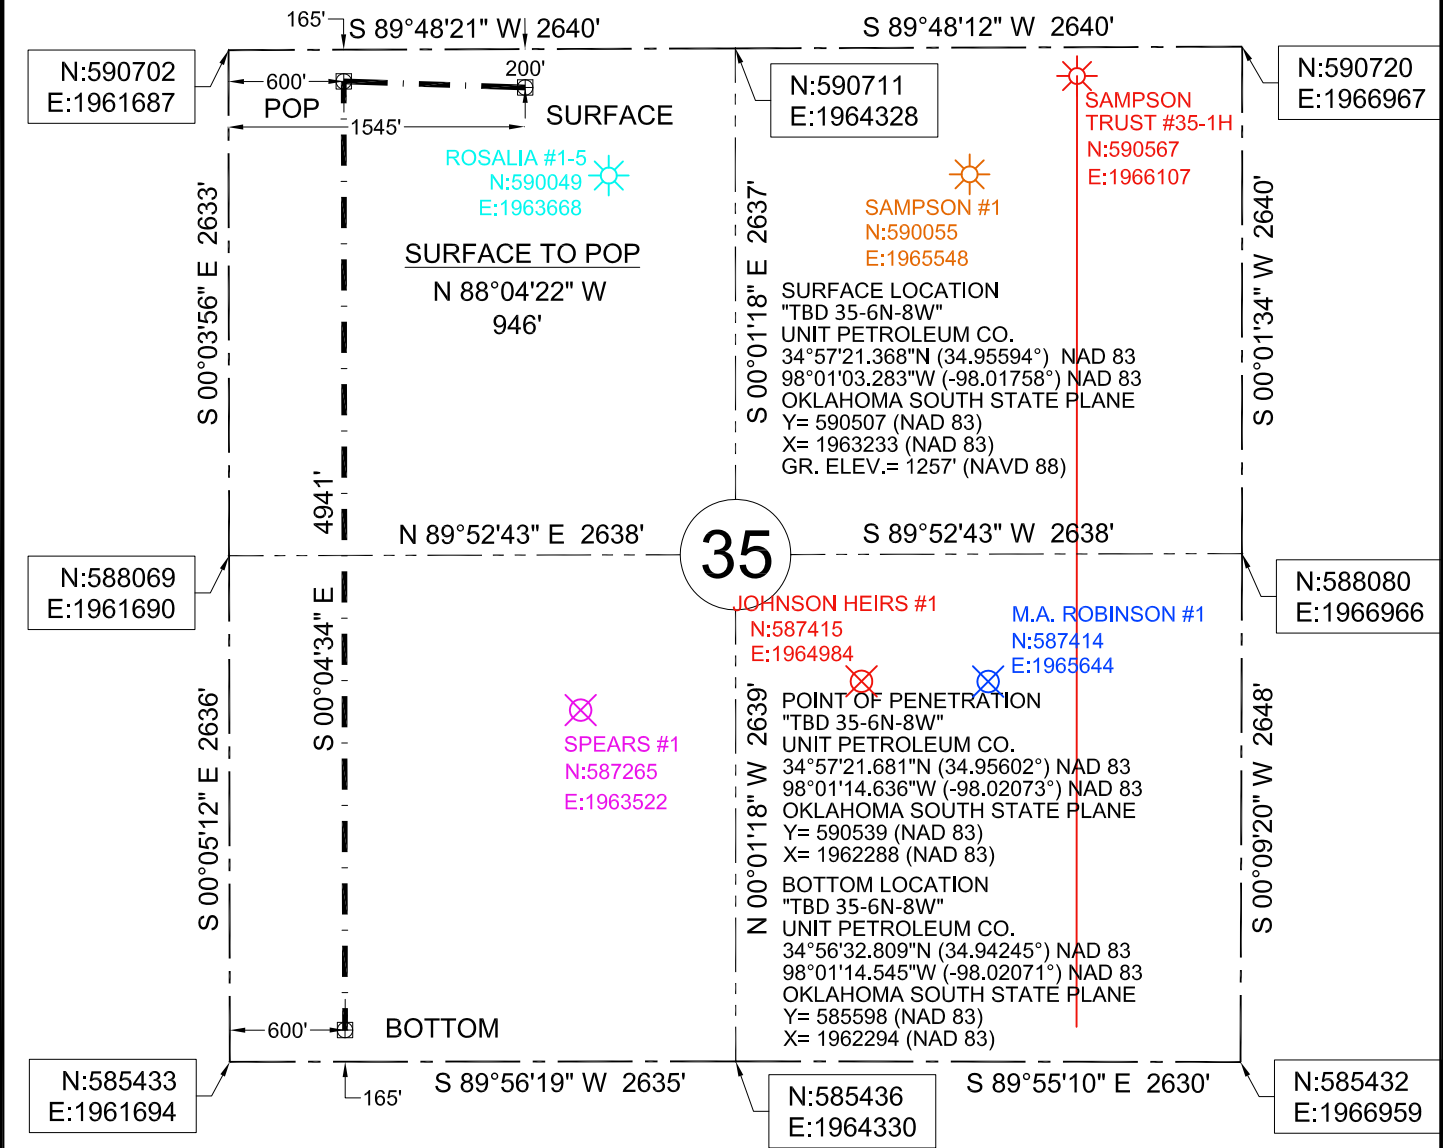 165'
S 89°48'21" W 2640'
S 89°48'12" W 2640'
N:590702
E:1961687
600'
POP
200'
SURFACE
1545'
N:590711
E:1964328
N:590720
E:1966967
SAMPSON
TRUST #35-1H
N:590567
E:1966107
ROSALIA #1-5
N:590049
E:1963668
SAMPSON #1
N:590055
E:1965548
S 00°03'56" E 2633'
SURFACE TO POP
N 88°04'22" W
946'
S 00°01'18" E 2637'
S 00°01'34" W 2640'
SURFACE LOCATION
"TBD 35-6N-8W"
UNIT PETROLEUM CO.
34°57'21.368"N (34.95594°) NAD 83
98°01'03.283"W (-98.01758°) NAD 83
OKLAHOMA SOUTH STATE PLANE
Y= 590507 (NAD 83)
X= 1963233 (NAD 83)
GR. ELEV.= 1257' (NAVD 88)
S 00°04'34" E 4941'
N 89°52'43" E 2638'
35
S 89°52'43" W 2638'
N:588069
E:1961690
N:588080
E:1966966
JOHNSON HEIRS #1
N:587415
E:1964984
M.A. ROBINSON #1
N:587414
E:1965644
SPEARS #1
N:587265
E:1963522
S 00°05'12" E 2636'
N 00°01'18" W 2639'
S 00°09'20" W 2648'
POINT OF PENETRATION
"TBD 35-6N-8W"
UNIT PETROLEUM CO.
34°57'21.681"N (34.95602°) NAD 83
98°01'14.636"W (-98.02073°) NAD 83
OKLAHOMA SOUTH STATE PLANE
Y= 590539 (NAD 83)
X= 1962288 (NAD 83)
BOTTOM LOCATION
"TBD 35-6N-8W"
UNIT PETROLEUM CO.
34°56'32.809"N (34.94245°) NAD 83
98°01'14.545"W (-98.02071°) NAD 83
OKLAHOMA SOUTH STATE PLANE
Y= 585598 (NAD 83)
X= 1962294 (NAD 83)
600'
BOTTOM
N:585433
E:1961694
165'
S 89°56'19" W 2635'
N:585436
E:1964330
S 89°55'10" E 2630'
N:585432
E:1966959